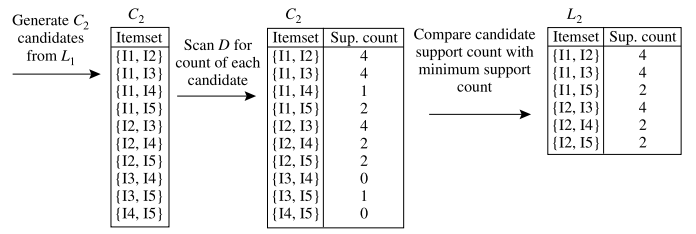 Generate C2
candidates
from L1
C2
Itemset
{I1, I2}
{I1, I3}
{I1, I4}
{I1, I5}
{I2, I3}
{I2, I4}
{I2, I5}
{I3, I4}
{I3, I5}
{I4, I5}
Scan D for
count of each
candidate
C2
Itemset Sup. count
{I1, I2} 4
{I1, I3} 4
{I1, I4} 1
{I1, I5} 2
{I2, I3} 4
{I2, I4} 2
{I2, I5} 2
{I3, I4} 0
{I3, I5} 1
{I4, I5} 0
Compare candidate
support count with
minimum support
count
L2
Itemset Sup. count
{I1, I2} 4
{I1, I3} 4
{I1, I5} 2
{I2, I3} 4
{I2, I4} 2
{I2, I5} 2